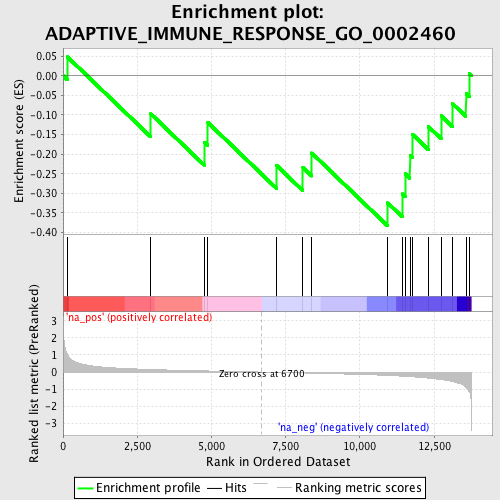 Enrichment plot:
ADAPTIVE_IMMUNE_RESPONSE_GO_0002460
Enrichment score (ES)
0.05
0.00
-0.05
-0.10
-0.15
-0.20
-0.25
-0.30
-0.35
-0.40
'na_pos' (positively correlated)
Ranked list metric (PreRanked)
3
2
1
0
-1
-2
-3
Zero cross at 6700
'na_neg' (negatively correlated)
0
2,500
5,000
7,500
10,000
12,500
Rank in Ordered Dataset
Enrichment profile
Hits
Ranking metric scores